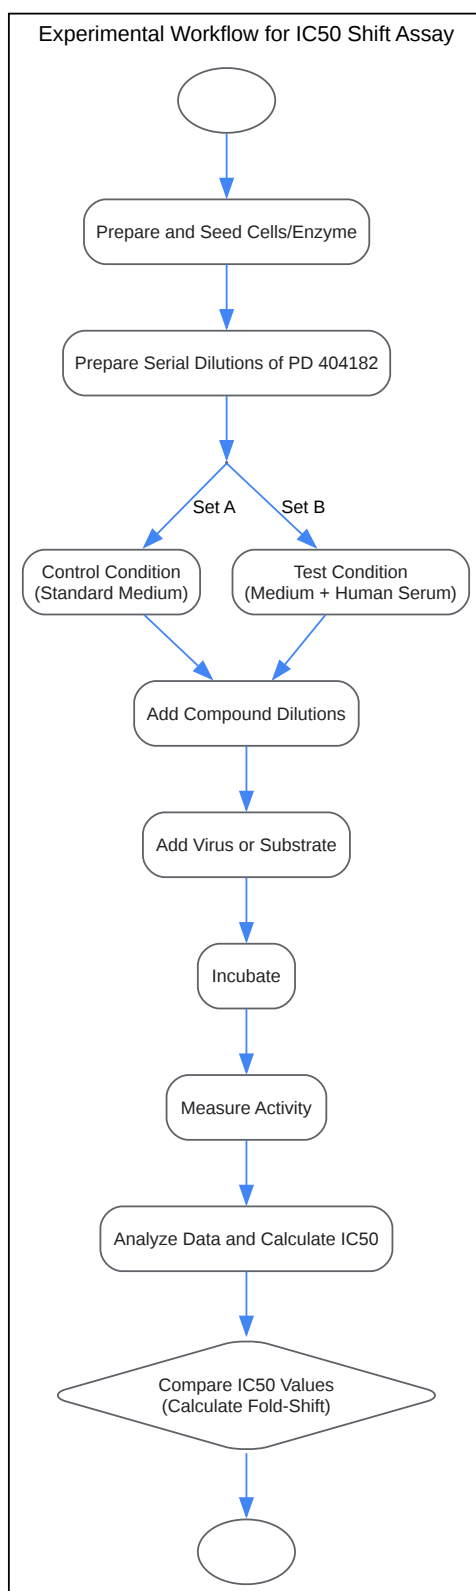 Experimental Workflow for IC50 Shift Assay
Prepare and Seed Cells/Enzyme
Prepare Serial Dilutions of PD 404182
Set A
Set B
Control Condition
(Standard Medium)
Test Condition
(Medium + Human Serum)
Add Compound Dilutions
Add Virus or Substrate
Incubate
Measure Activity
Analyze Data and Calculate IC50
Compare IC50 Values
(Calculate Fold-Shift)